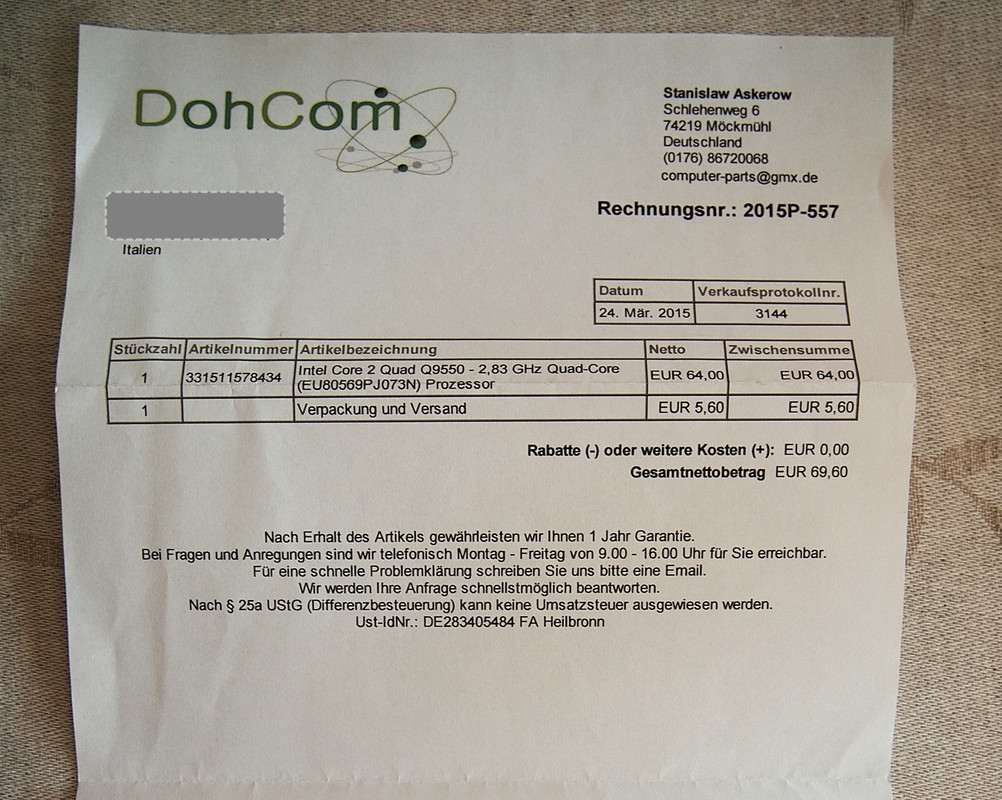 DohCom
Stanislaw Askerow
Schlehenweg 6
74219 Möckmühl
Deutschland
(0176) 86720068
computer-parts@gmx.de
Italien
Rechnungsnr.: 2015P-557
Datum Verkaufsprotokollnr.
24. Mär. 2015 3144
Stückzahl Artikelnummer Artikelbezeichnung Netto Zwischensumme
1 331511578434 Intel Core 2 Quad Q9550 - 2,83 GHz Quad-Core EUR 64,00 EUR 64,00
(EU80569PJ073N) Prozessor
1 Verpackung und Versand EUR 5,60 EUR 5,60
Rabatte (-) oder weitere Kosten (+): EUR 0,00
Gesamtnettobetrag EUR 69,60
Nach Erhalt des Artikels gewährleisten wir Ihnen 1 Jahr Garantie.
Bei Fragen und Anregungen sind wir telefonisch Montag - Freitag von 9.00 - 16.00 Uhr für Sie erreichbar.
Für eine schnelle Problemklärung schreiben Sie uns bitte eine Email.
Wir werden Ihre Anfrage schnellstmöglich beantworten.
Nach § 25a UStG (Differenzbesteuerung) kann keine Umsatzsteuer ausgewiesen werden.
Ust-IdNr.: DE283405484 FA Heilbronn